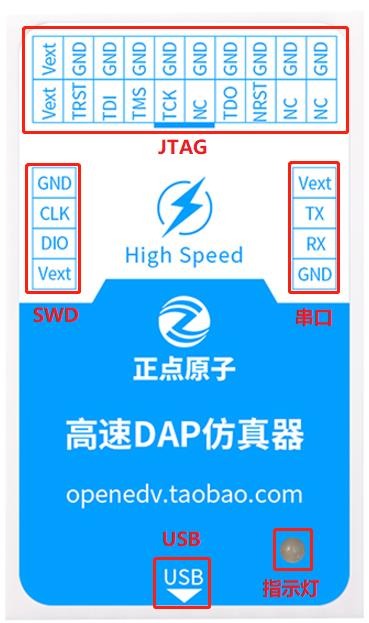 Vext GND GND GND GND GND GND GND GND GND
Vext TRST TDI TMS TCK NC TDO NRST NC NC
JTAG
GND
CLK
DIO
Vext
SWD
High Speed
Vext
TX
RX
GND
串口
正点原子
高速DAP仿真器
openedv.taobao.com
USB
USB
指示灯